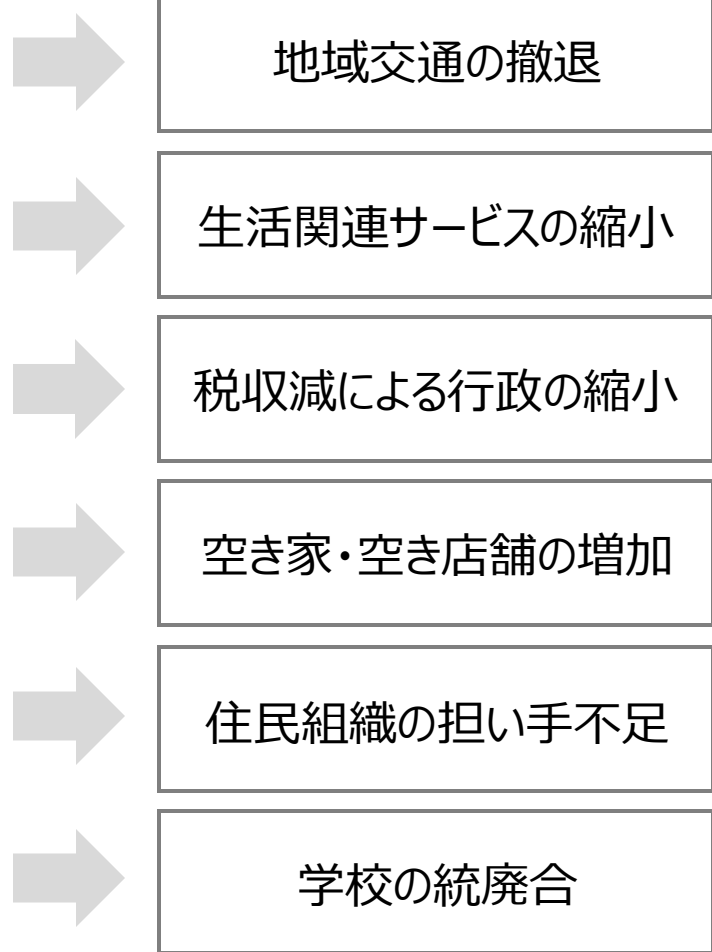 地域交通の撤退
生活関連サービスの縮小
税収減による行政の縮小
空き家・空き店舗の増加
住民組織の担い手不足
学校の統廃合